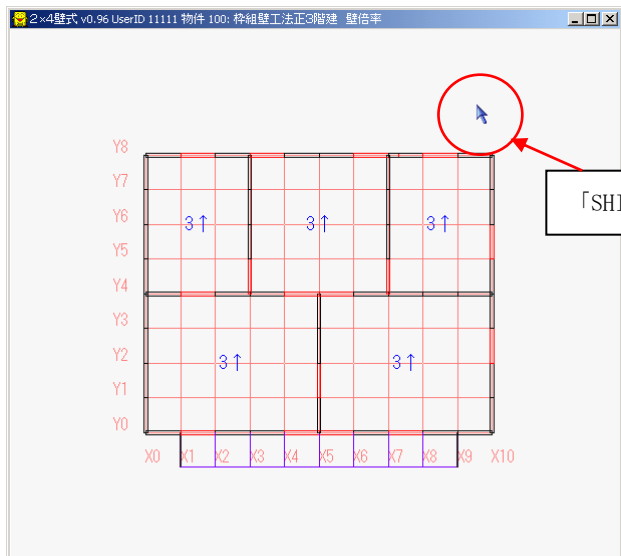 2×4壁式 v0.96 UserID 11111 物件 100: 枠組壁工法正3階建 壁倍率
Y8
Y7
「SHI
Y6
3↑ 3↑ 3↑
Y5
Y4
Y3
Y2
3↑ 3↑
Y1
Y0
X0 X1 X2 X3 X4 X5 X6 X7 X8 X9 X10